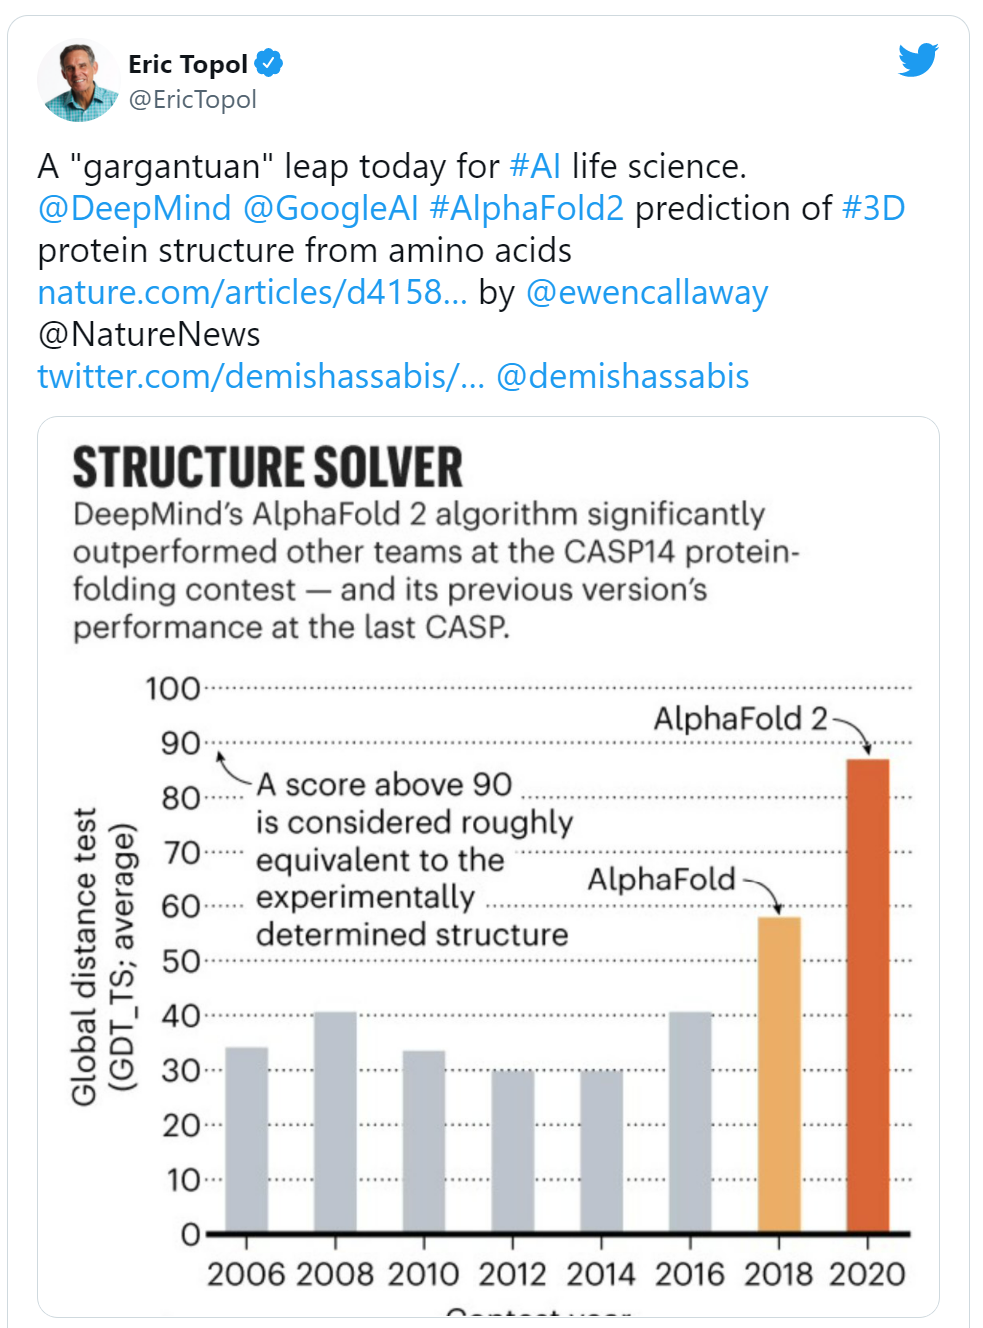 Eric Topol
@EricTopol
A "gargantuan" leap today for #AI life science.
@DeepMind @GoogleAI #AlphaFold2 prediction of #3D
protein structure from amino acids
nature.com/articles/d4158... by @ewencallaway
@NatureNews
twitter.com/demishassabis/... @demishassabis
STRUCTURE SOLVER
DeepMind’s AlphaFold 2 algorithm significantly
outperformed other teams at the CASP14 protein-
folding contest — and its previous version’s
performance at the last CASP.
Global distance test
(GDT_TS; average)
100
90
80
70
60
50
40
30
20
10
0
A score above 90
is considered roughly
equivalent to the
experimentally
determined structure
AlphaFold 2
AlphaFold
2006 2008 2010 2012 2014 2016 2018 2020
Contest year